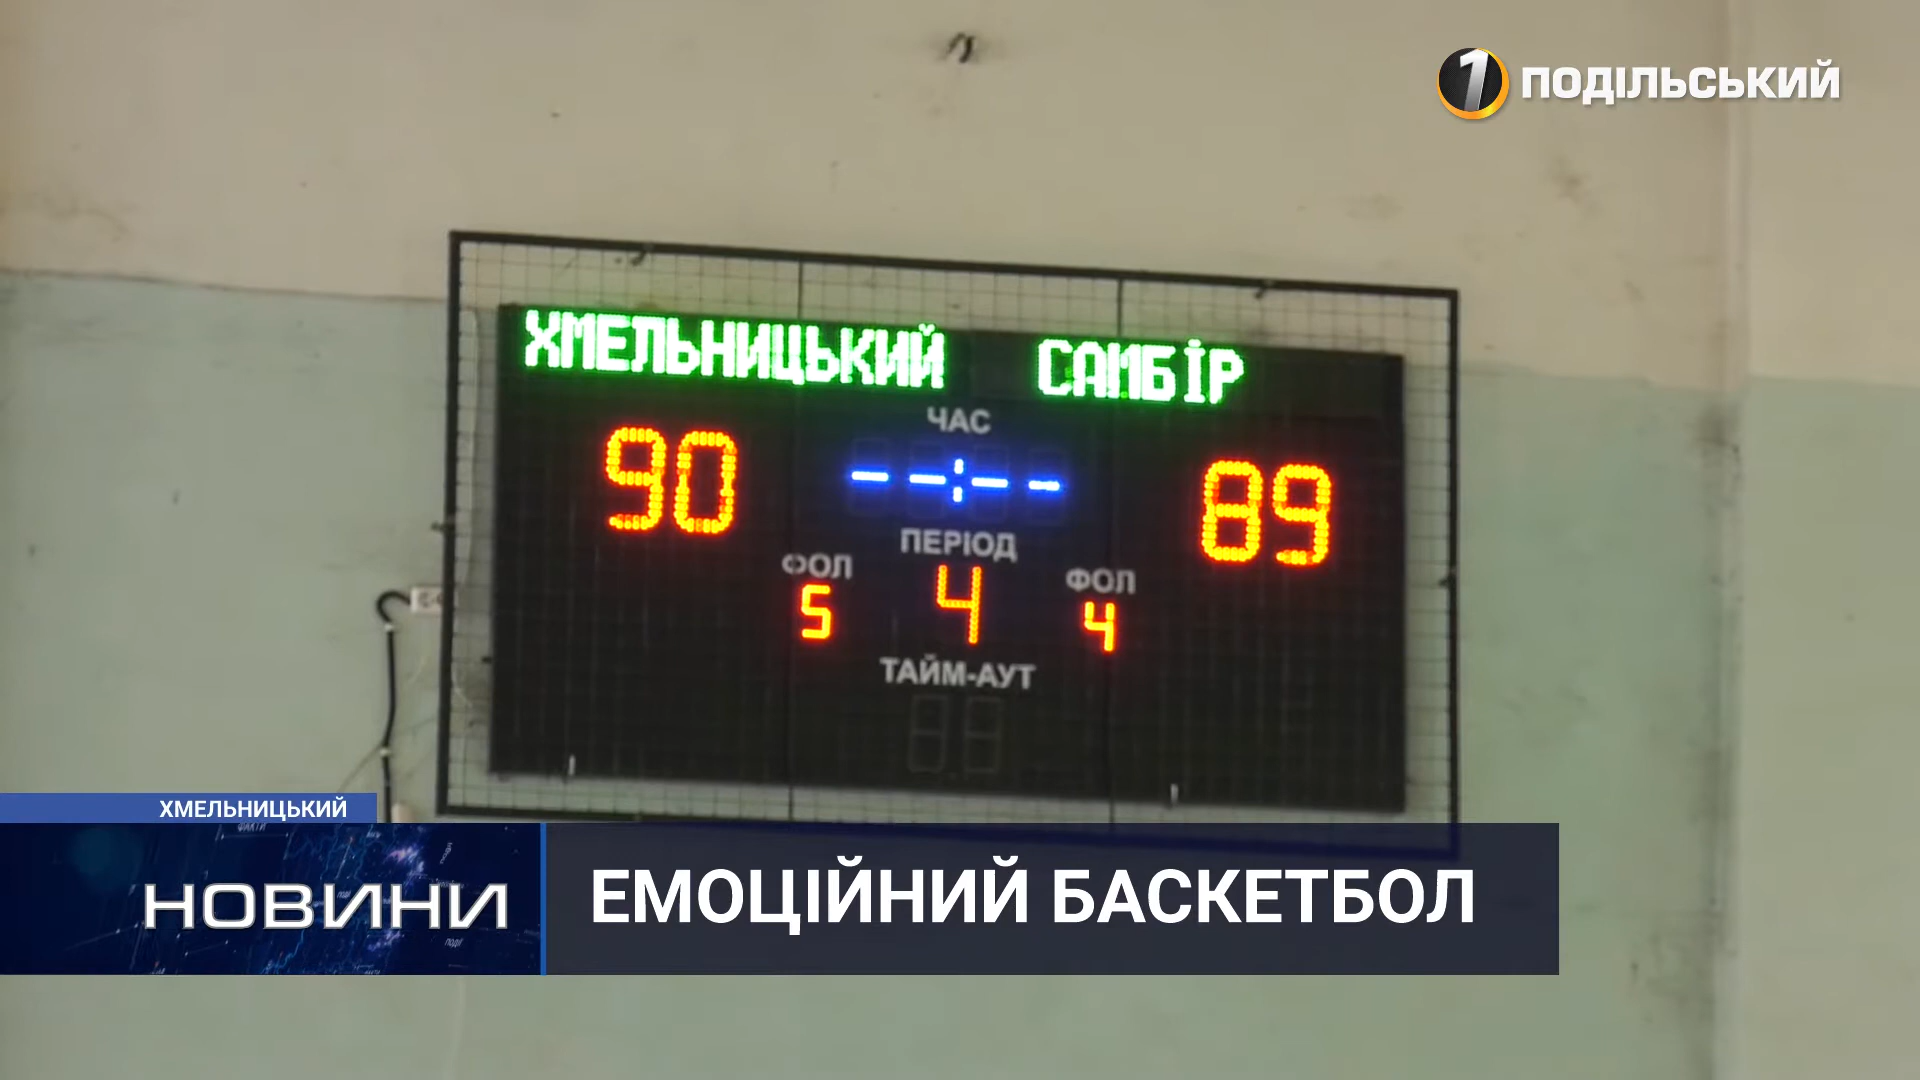 1 ПОДІЛЬСЬКИЙ
ХМЕЛЬНИЦЬКИЙ САМБІР
ЧАС
90 --:-- 89
ПЕРІОД
ФОЛ 4 ФОЛ
5 4
ТАЙМ-АУТ
ХМЕЛЬНИЦЬКИЙ
НОВИНИ
ЕМОЦІЙНИЙ БАСКЕТБОЛ